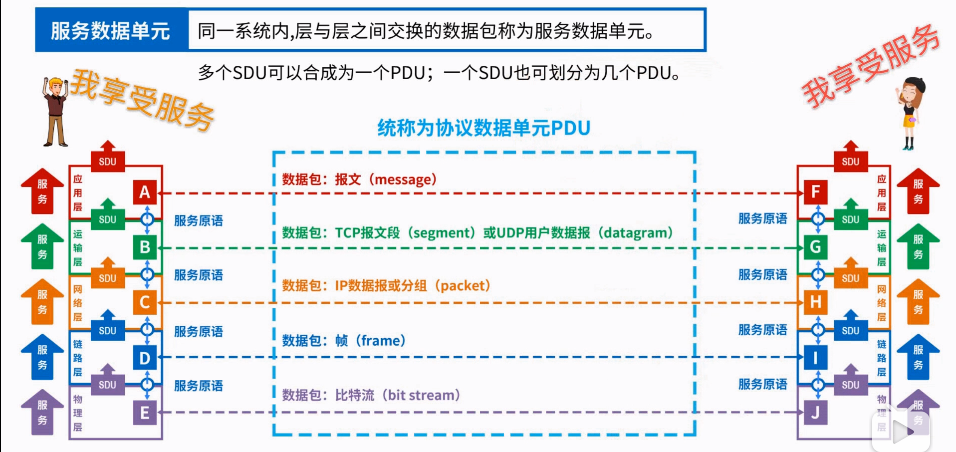 服务数据单元 同一系统内,层与层之间交换的数据包称为服务数据单元。
多个SDU可以合成为一个PDU；一个SDU也可划分为几个PDU。
我享受服务
我享受服务
统称为协议数据单元PDU
SDU
SDU
服务
应用层
A
数据包：报文（message）
F
应用层
服务
SDU
服务原语
服务原语
SDU
服务
运输层
B
数据包：TCP报文段（segment）或UDP用户数据报（datagram）
G
运输层
服务
SDU
服务原语
服务原语
SDU
服务
网络层
C
数据包：IP数据报或分组（packet）
H
网络层
服务
SDU
服务原语
服务原语
SDU
服务
链路层
D
数据包：帧（frame）
I
链路层
服务
SDU
服务原语
服务原语
SDU
服务
物理层
E
数据包：比特流（bit stream）
J
物理层
服务